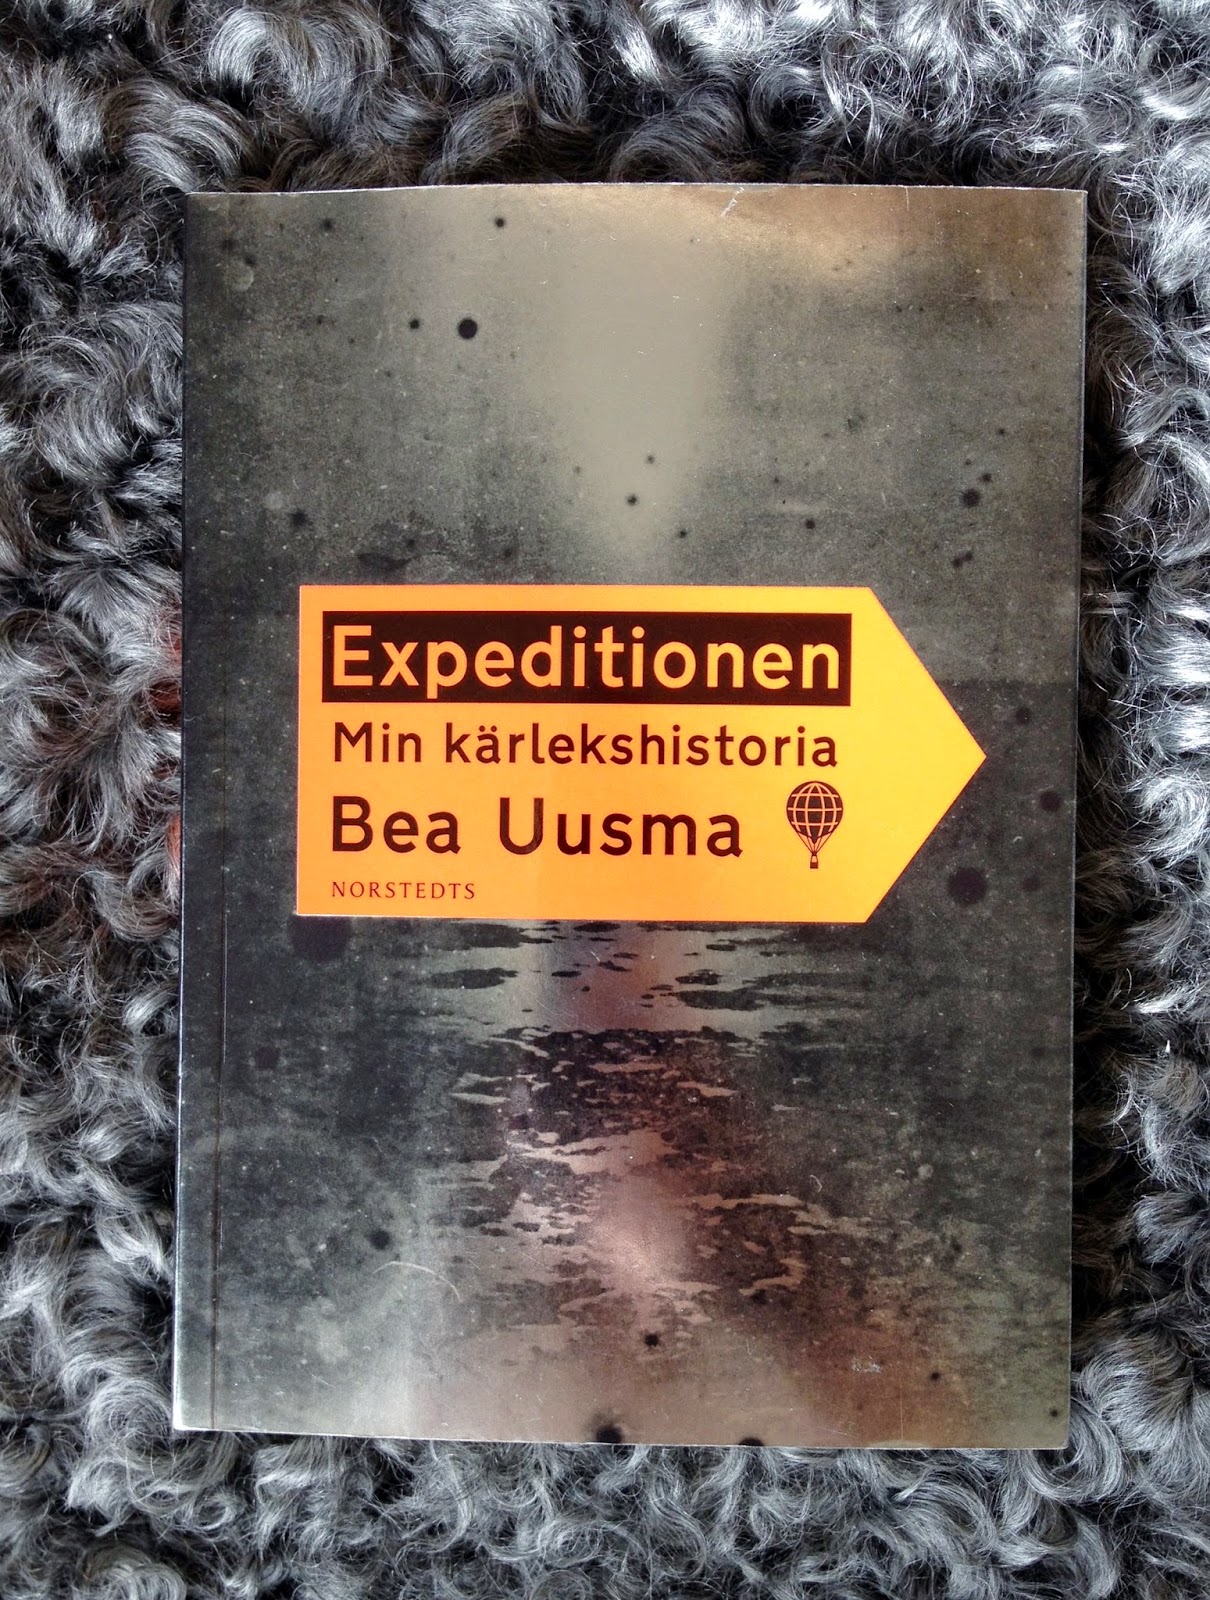 Expeditionen
Min kärlekshistoria
Bea Uusma
NORSTEDTS